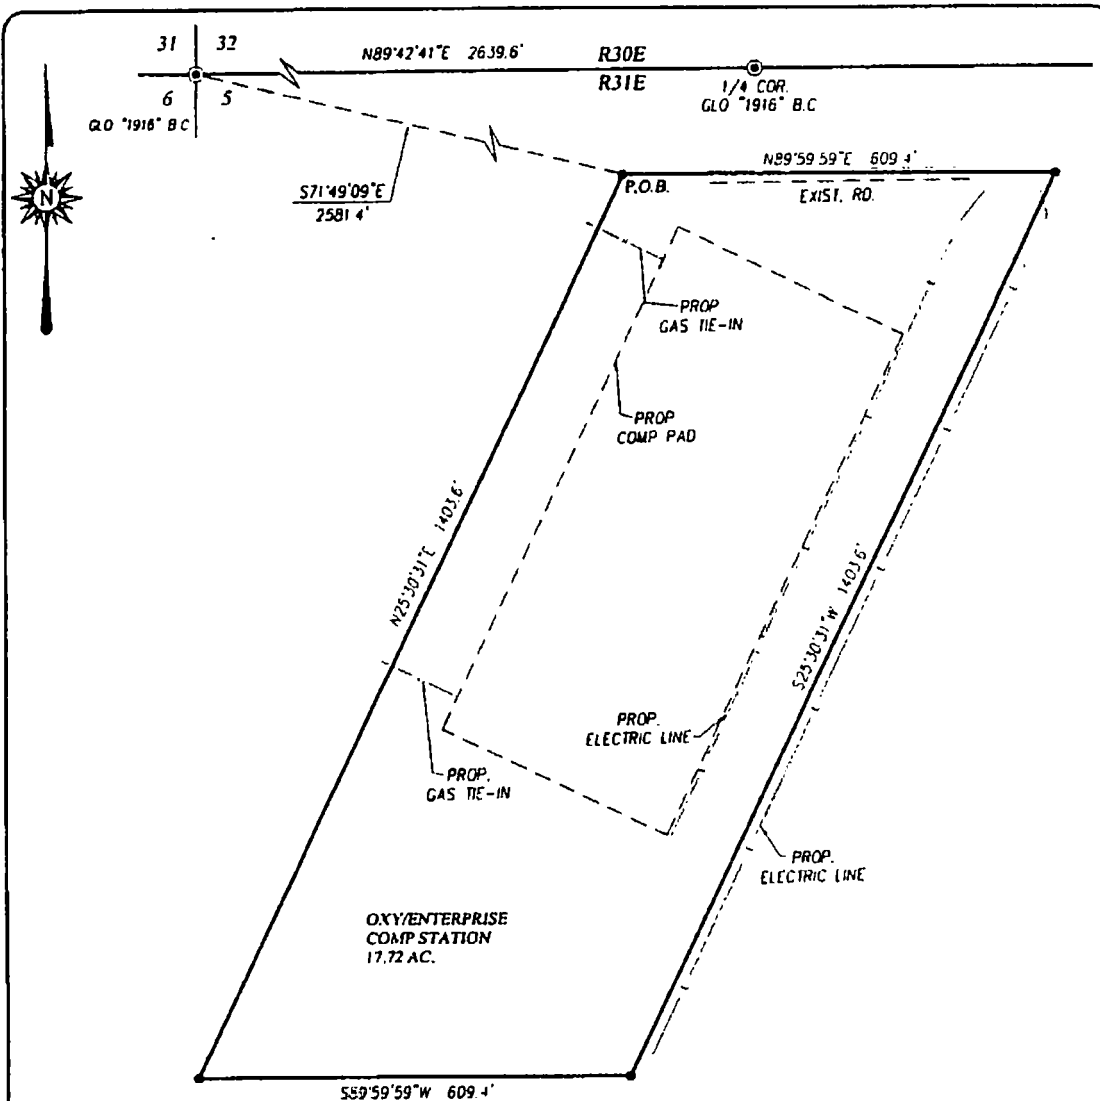 31 32
N89°42'41"E 2639.6'
R30E
R31E
6 5
GLO "1916" B.C
1/4 COR.
GLO "1916" B.C
N
S71°49'09"E
2581 4'
P.O.B.
N89°59 59"E 609 4'
EXIST. RD.
PROP
GAS TIE-IN
PROP
COMP PAD
N25°30'31"E 1403.6'
S25°30'31"W 1403 6'
PROP.
ELECTRIC LINE
PROP.
GAS TIE-IN
PROP.
ELECTRIC LINE
OXY/ENTERPRISE
COMP STATION
17.72 AC.
S89°59'59"W 609.4'